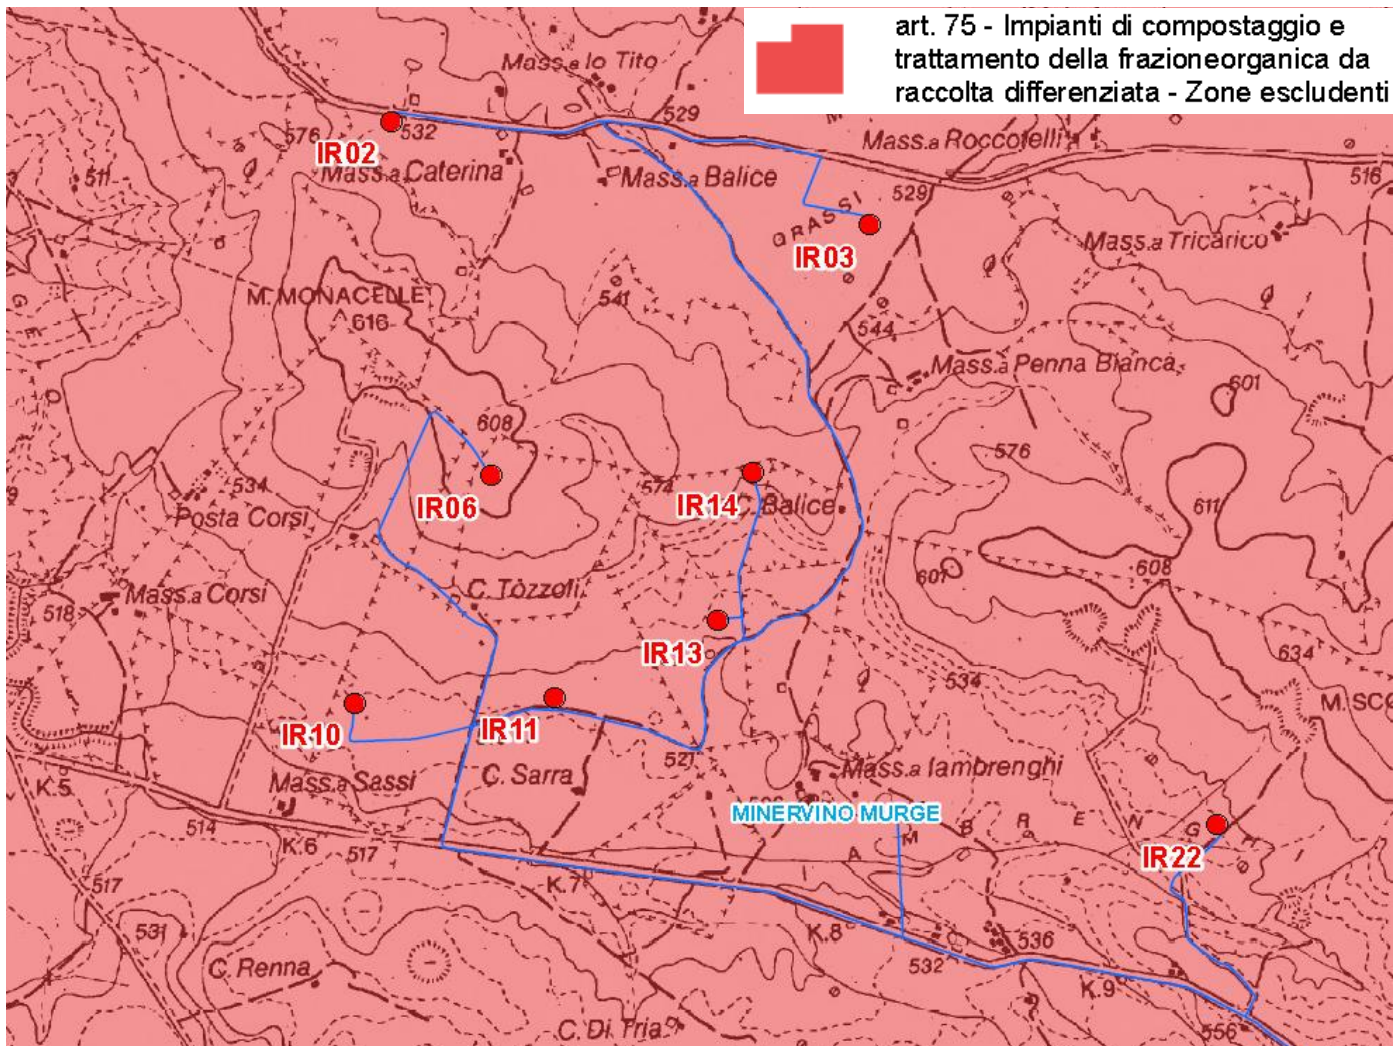 art. 75 - Impianti di compostaggio e
trattamento della frazioneorganica da
raccolta differenziata - Zone escludenti
Mass.a lo Tito
529
532
576
IR02
Mass.a Caterina
Mass.a Balice
Mass.a Roccotelli
529
516
511
GRASSI
IR03
Mass.a Tricarico
M. MONACELLE
616
541
544
Mass.a Penna Bianca
601
608
576
574
IR06
IR14
C. Balice
534
Posta Corsi
611
601
608
C. Tozzoli
Mass.a Corsi
518
IR13
634
534
M. SC
IR10
IR11
521
K.5
Mass.a Sassi
C. Sarra
Mass.a Iambrenghi
MINERVINO MURGE
I A M B R E N G H I
514
K.6
517
IR22
K.7
517
531
K.8
536
532
C. Renna
K.9
C. Di Tria
556